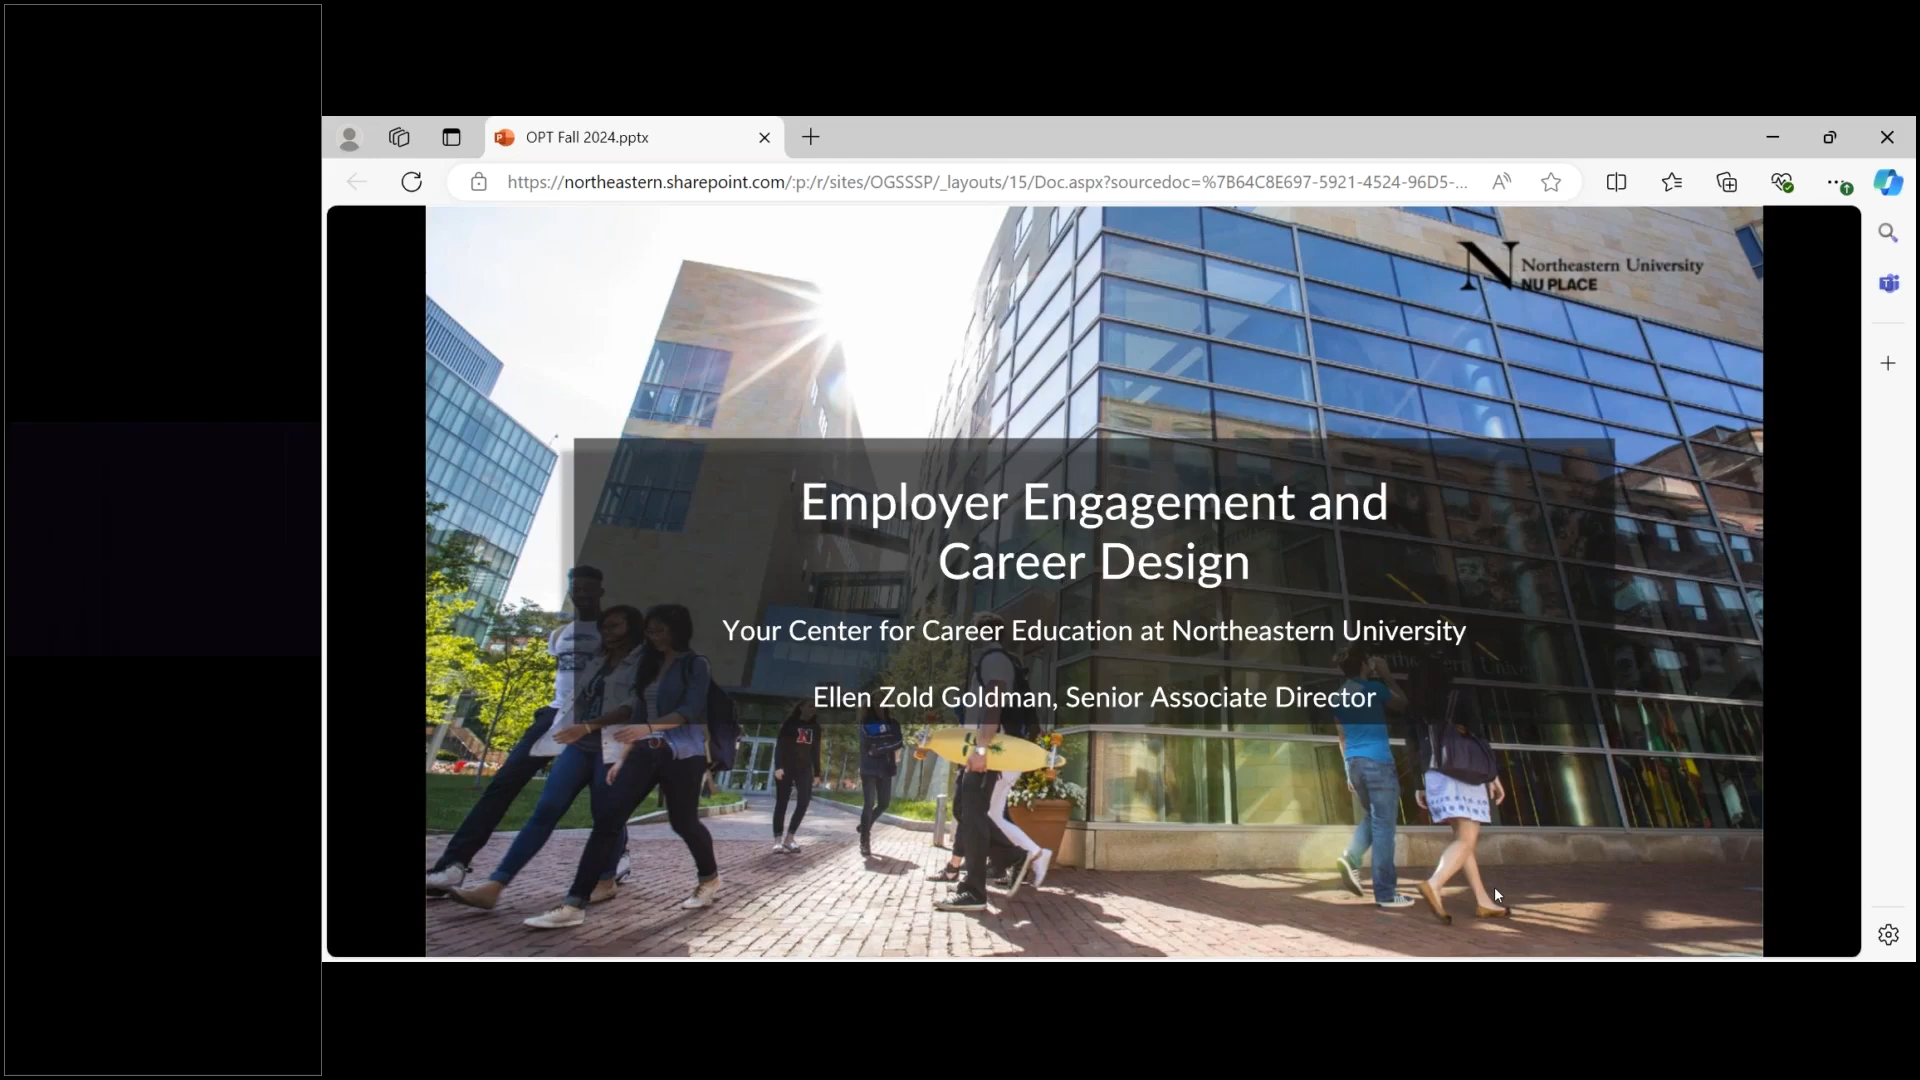 OPT Fall 2024.pptx
https://northeastern.sharepoint.com/:p:/r/sites/OGSSSP/_layouts/15/Doc.aspx?sourcedoc=%7B64C8E697-5921-4524-96D5-...
Northeastern University
NU PLACE
Employer Engagement and
Career Design
Your Center for Career Education at Northeastern University
Ellen Zold Goldman, Senior Associate Director